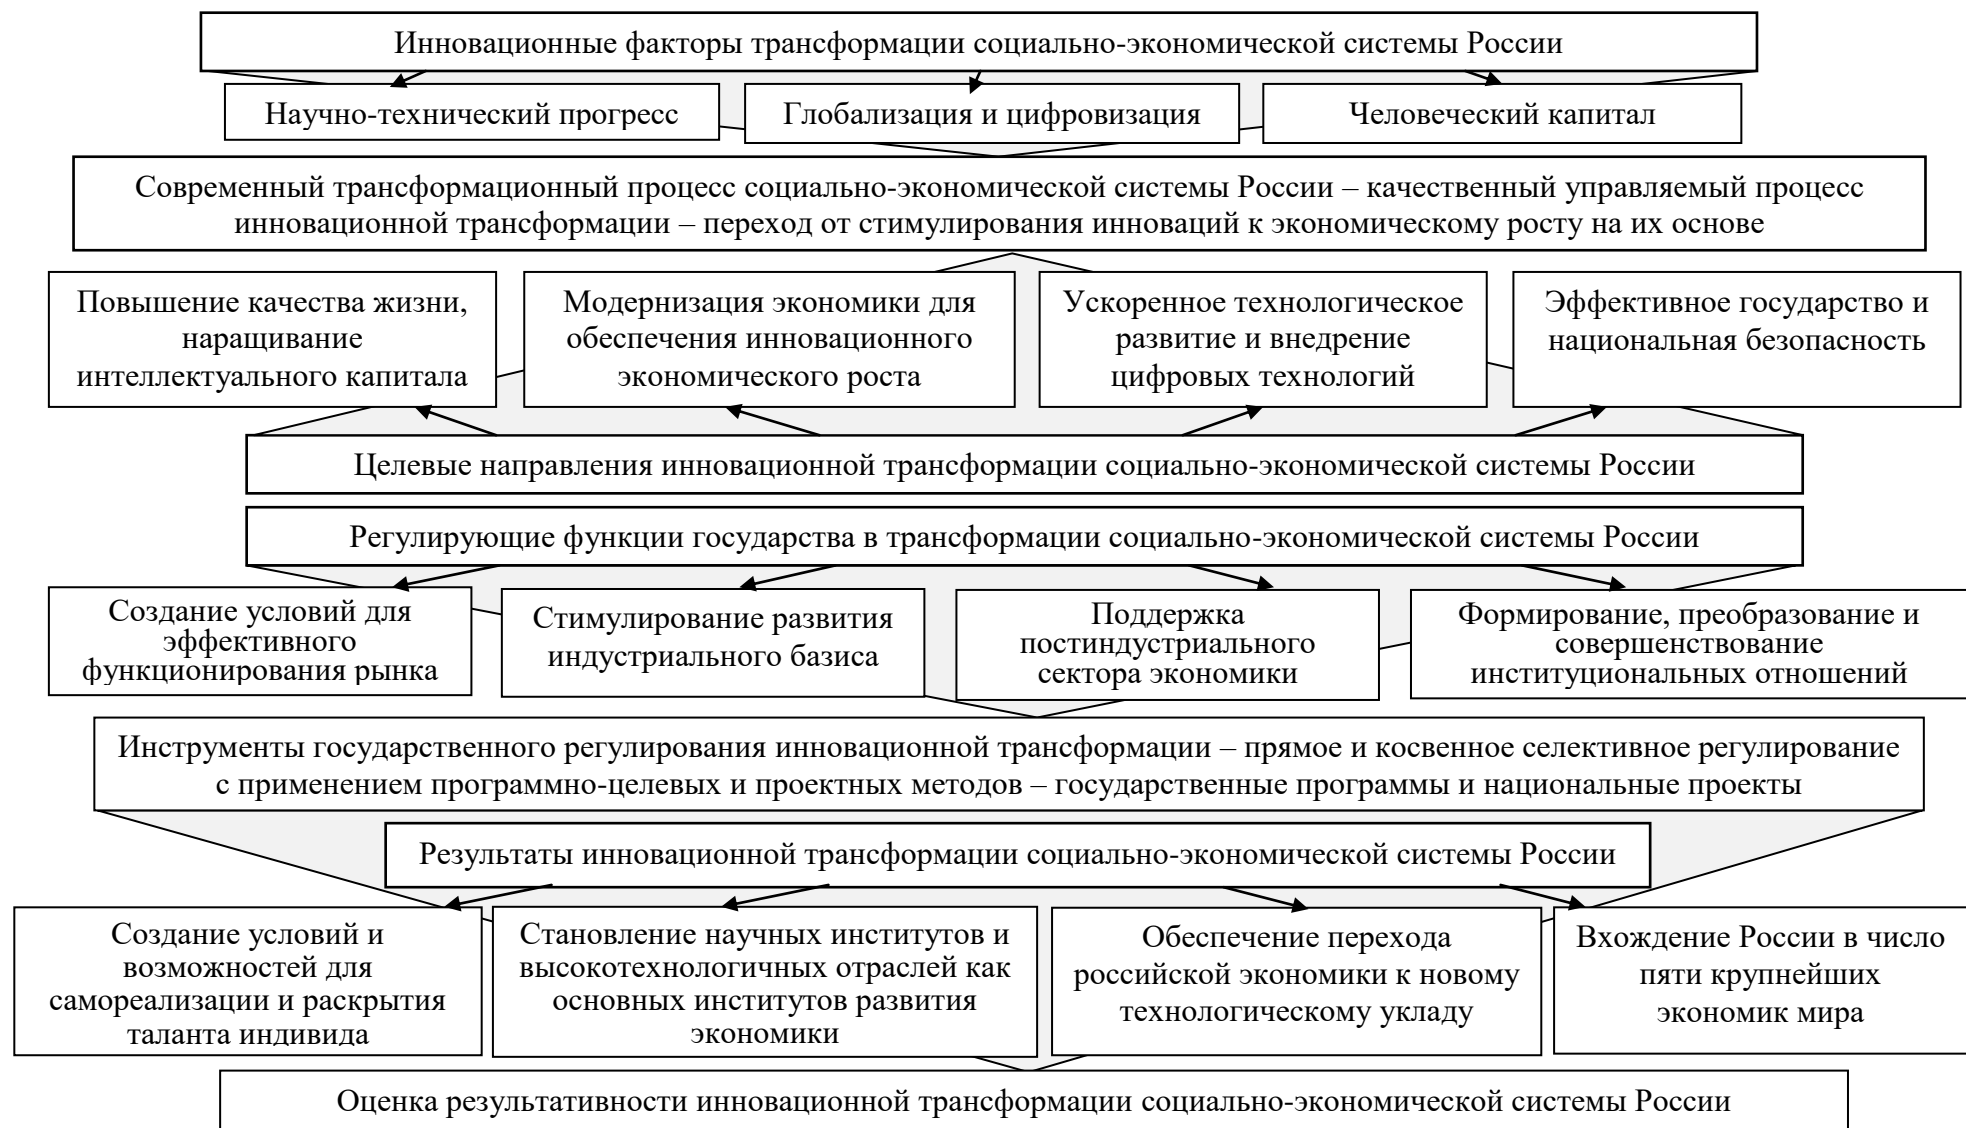 Инновационные факторы трансформации социально-экономической системы России
Научно-технический прогресс
Глобализация и цифровизация
Человеческий капитал
Современный трансформационный процесс социально-экономической системы России – качественный управляемый процесс
инновационной трансформации – переход от стимулирования инноваций к экономическому росту на их основе
Повышение качества жизни,
наращивание
интеллектуального капитала
Модернизация экономики для
обеспечения инновационного
экономического роста
Ускоренное технологическое
развитие и внедрение
цифровых технологий
Эффективное государство и
национальная безопасность
Целевые направления инновационной трансформации социально-экономической системы России
Регулирующие функции государства в трансформации социально-экономической системы России
Создание условий для
эффективного
функционирования рынка
Стимулирование развития
индустриального базиса
Поддержка
постиндустриального
сектора экономики
Формирование, преобразование и
совершенствование
институциональных отношений
Инструменты государственного регулирования инновационной трансформации – прямое и косвенное селективное регулирование
с применением программно-целевых и проектных методов – государственные программы и национальные проекты
Результаты инновационной трансформации социально-экономической системы России
Создание условий и
возможностей для
самореализации и раскрытия
таланта индивида
Становление научных институтов и
высокотехнологичных отраслей как
основных институтов развития
экономики
Обеспечение перехода
российской экономики к новому
технологическому укладу
Вхождение России в число
пяти крупнейших
экономик мира
Оценка результативности инновационной трансформации социально-экономической системы России